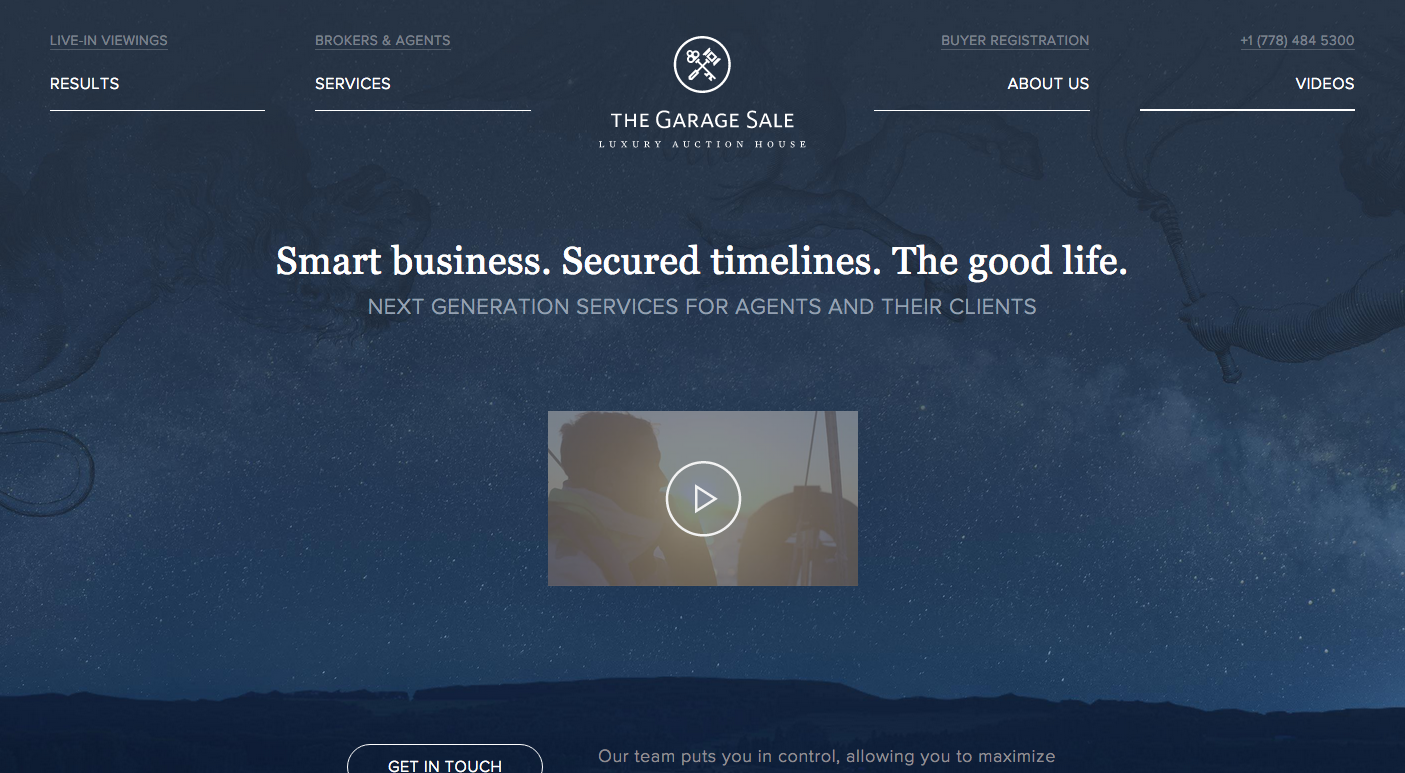 LIVE-IN VIEWINGS
BROKERS & AGENTS
BUYER REGISTRATION
+1 (778) 484 5300
RESULTS
SERVICES
ABOUT US
VIDEOS
THE GARAGE SALE
LUXURY AUCTION HOUSE
Smart business. Secured timelines. The good life.
NEXT GENERATION SERVICES FOR AGENTS AND THEIR CLIENTS
GET IN TOUCH
Our team puts you in control, allowing you to maximize